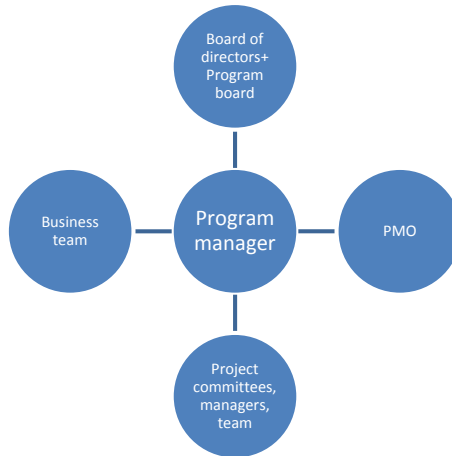 Board of
directors+
Program
board
Business
team
Program
manager
PMO
Project
committees,
managers,
team